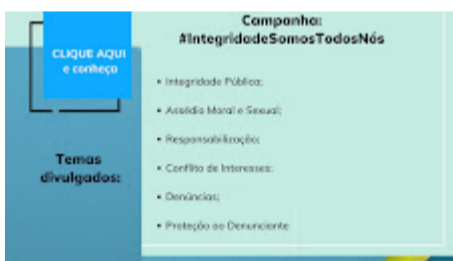 CLIQUE AQUI
e conheça
Temas
divulgados:
Campanha:
#IntegridadeSomosTodosNós
• Integridade Pública;
• Assédio Moral e Sexual;
• Responsabilização;
• Conflito de Interesses;
• Denúncias;
• Proteção ao Denunciante